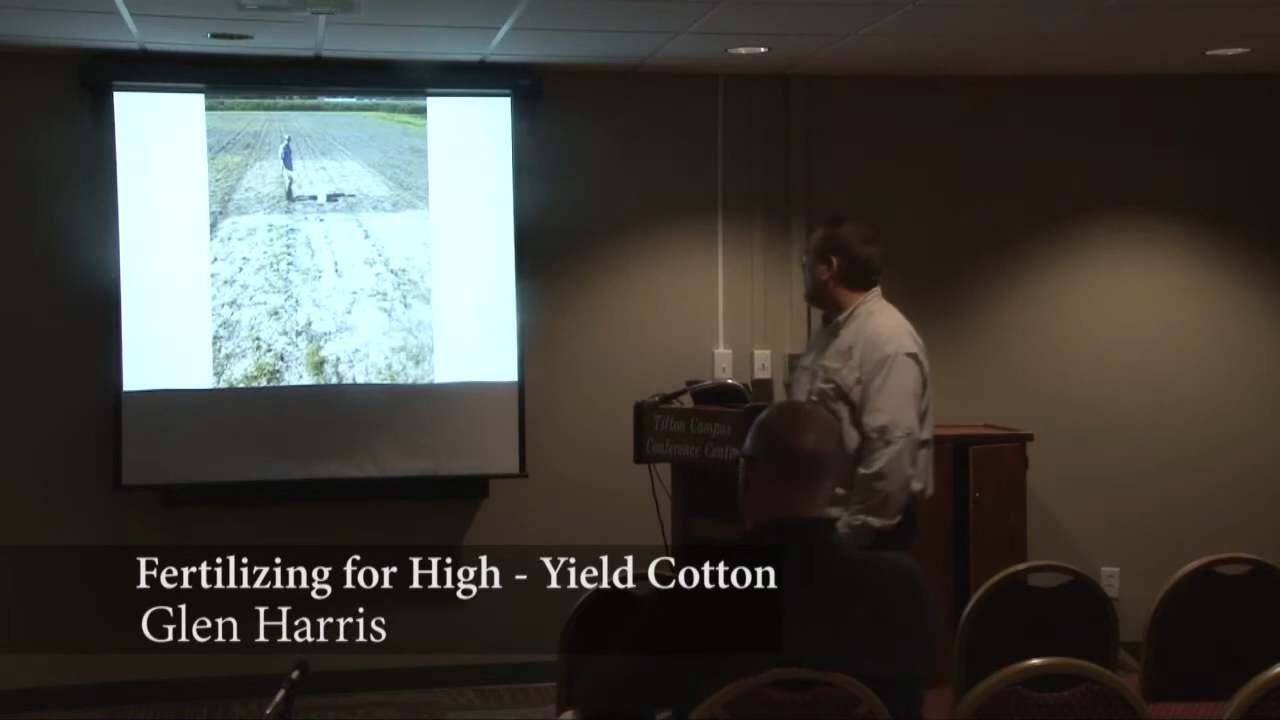 Tifton Campus
Conference Center
Fertilizing for High - Yield Cotton
Glen Harris